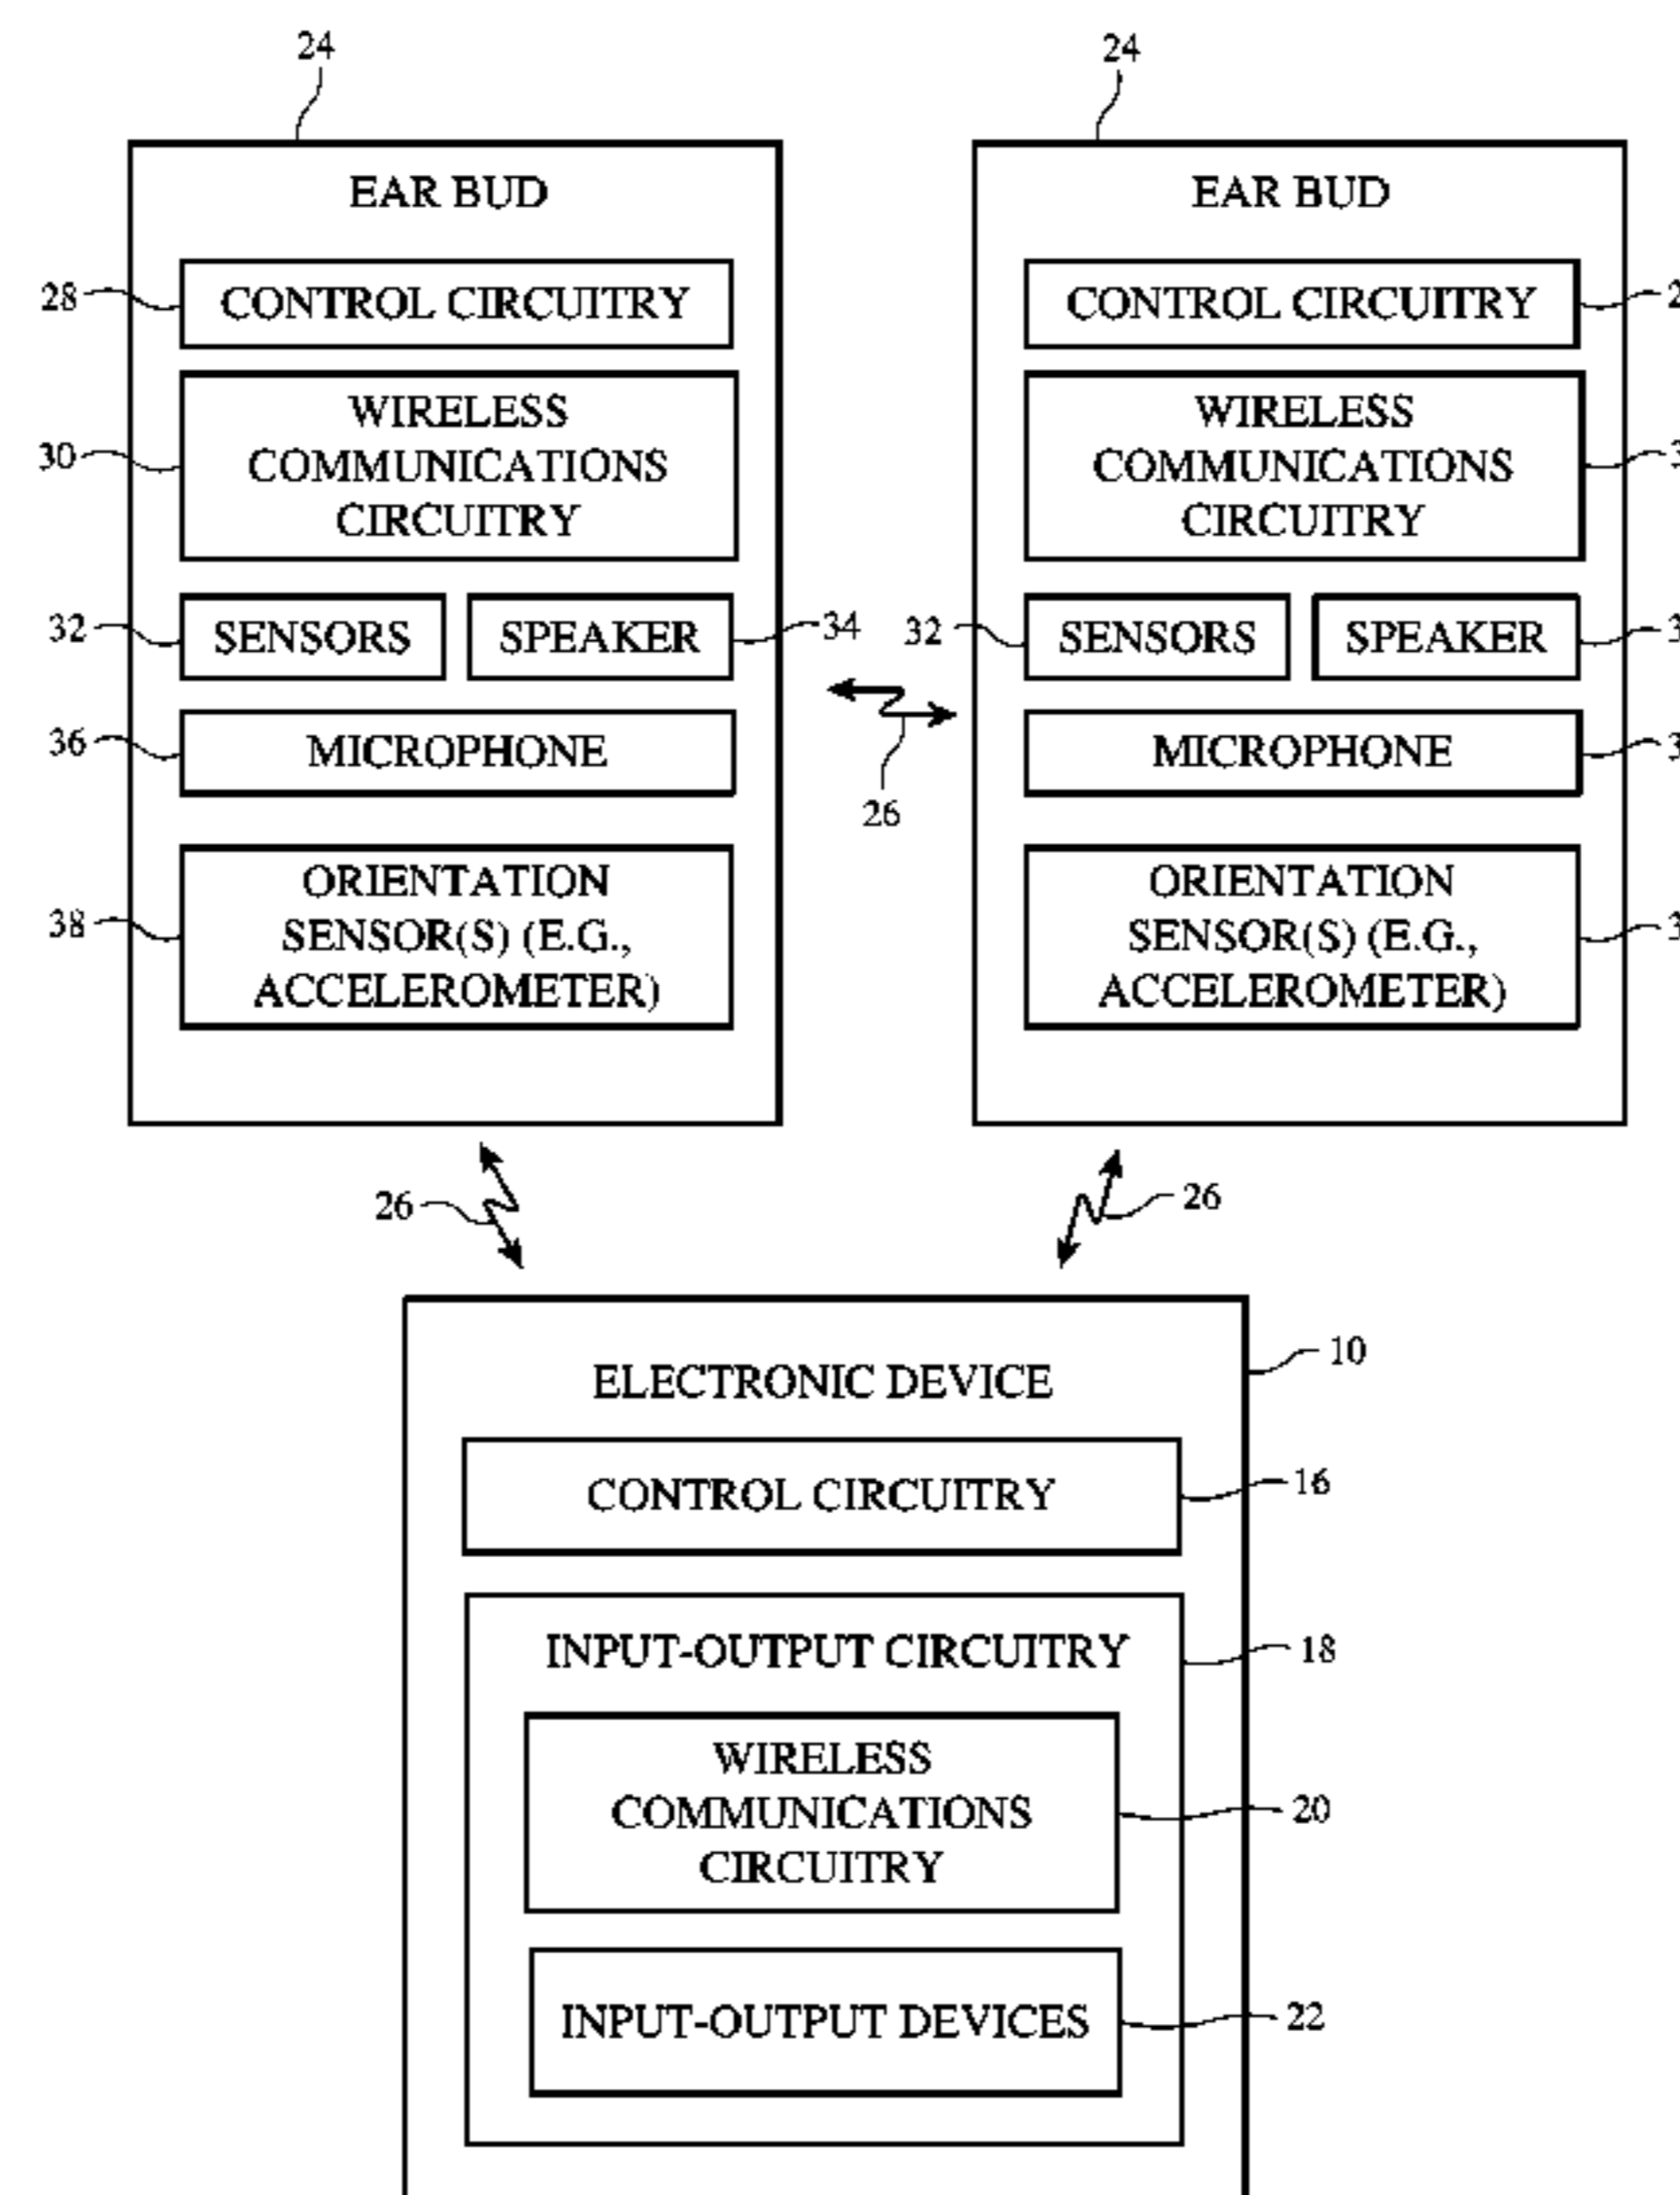 24
EAR BUD
28
CONTROL CIRCUITRY
30
WIRELESS
COMMUNICATIONS
CIRCUITRY
32
SENSORS
SPEAKER
34
36
MICROPHONE
38
ORIENTATION
SENSOR(S) (E.G.,
ACCELEROMETER)
24
EAR BUD
CONTROL CIRCUITRY
WIRELESS
COMMUNICATIONS
CIRCUITRY
32
SENSORS
SPEAKER
MICROPHONE
ORIENTATION
SENSOR(S) (E.G.,
ACCELEROMETER)
26
26
26
ELECTRONIC DEVICE
10
CONTROL CIRCUITRY
16
INPUT-OUTPUT CIRCUITRY
18
WIRELESS
COMMUNICATIONS
CIRCUITRY
20
INPUT-OUTPUT DEVICES
22